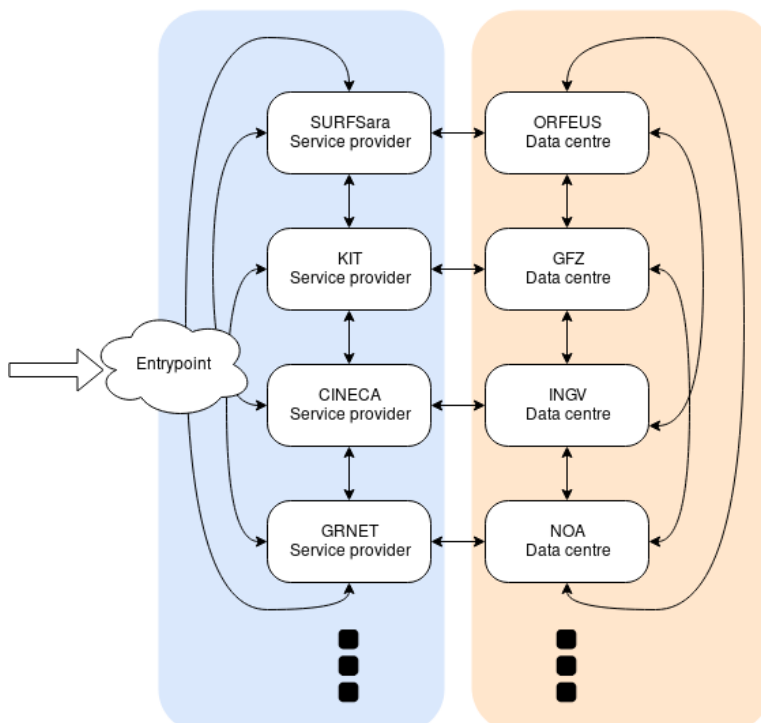 SURFSara
Service provider
ORFEUS
Data centre
KIT
Service provider
GFZ
Data centre
Entrypoint
CINECA
Service provider
INGV
Data centre
GRNET
Service provider
NOA
Data centre